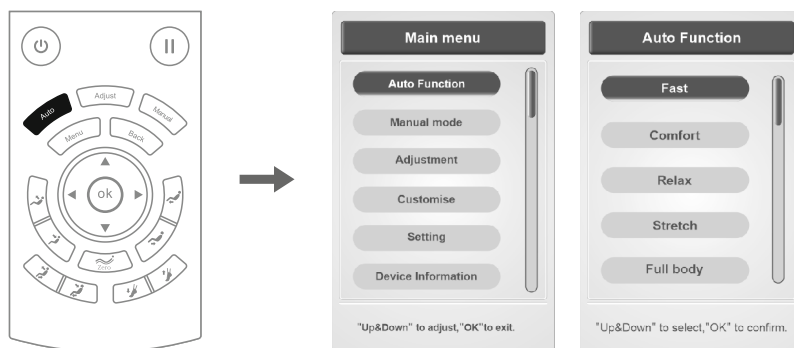 Auto
Adjust
Manual
Menu
Back
ok
ZERO
Main menu
Auto Function
Manual mode
Adjustment
Customise
Setting
Device Information
"Up&Down" to adjust,"OK"to exit.
Auto Function
Fast
Comfort
Relax
Stretch
Full body
"Up&Down" to select,"OK" to confirm.